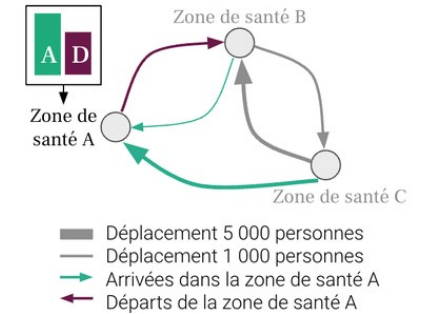 Zone de santé B
A D
Zone de
santé A
Zone de santé C
Déplacement 5 000 personnes
Déplacement 1 000 personnes
Arrivées dans la zone de santé A
Départs de la zone de santé A